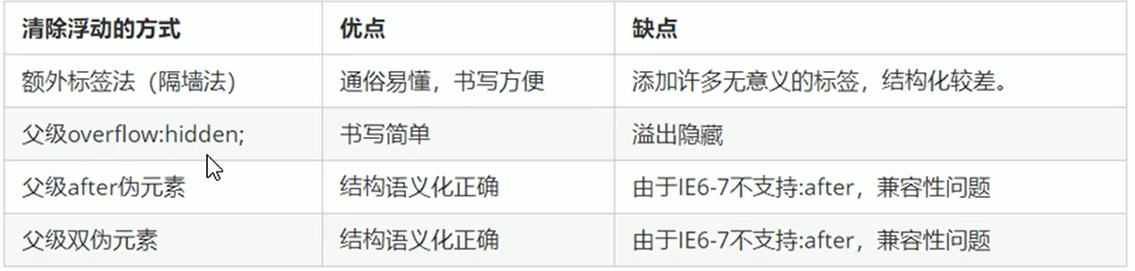 清除浮动的方式 优点 缺点
额外标签法（隔墙法） 通俗易懂，书写方便 添加许多无意义的标签，结构化较差。
父级overflow:hidden; 书写简单 溢出隐藏
父级after伪元素 结构语义化正确 由于IE6-7不支持:after，兼容性问题
父级双伪元素 结构语义化正确 由于IE6-7不支持:after，兼容性问题